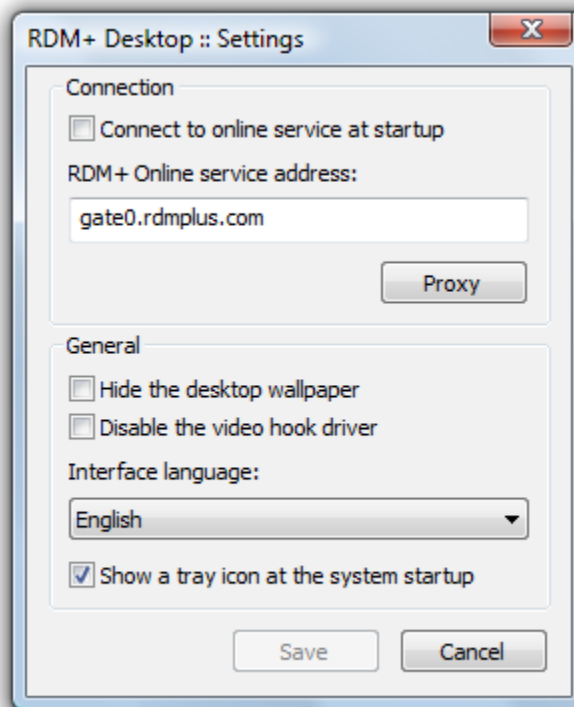 RDM+ Desktop :: Settings
Connection
Connect to online service at startup
RDM+ Online service address:
gate0.rdmplus.com
Proxy
General
Hide the desktop wallpaper
Disable the video hook driver
Interface language:
English
Show a tray icon at the system startup
Save Cancel